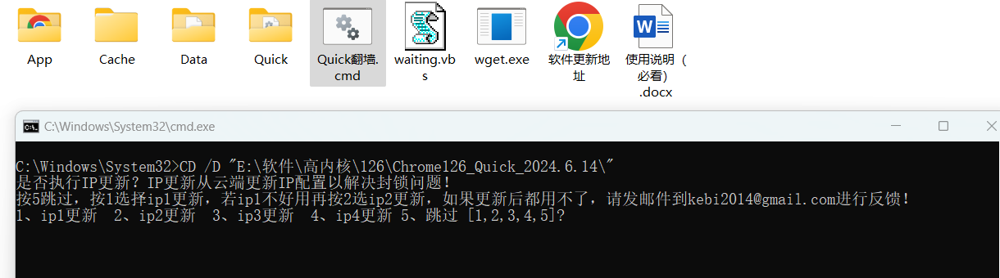 App
Cache
Data
Quick
Quick翻墙.
cmd
waiting.vb
s
wget.exe
软件更新地
址
使用说明（
必看）
.docx
C:\Windows\System32\cmd.exe
C:\Windows\System32>CD /D "E:\软件\高内核\126\Chrome126_Quick_2024.6.14\"
是否执行IP更新？IP更新从云端更新IP配置以解决封锁问题！
按5跳过，按1选择ip1更新，若ip1不好用再按2选ip2更新，如果更新后都用不了，请发邮件到kebi2014@gmail.com进行反馈！
1、ip1更新  2、ip2更新  3、ip3更新  4、ip4更新 5、跳过 [1,2,3,4,5]?